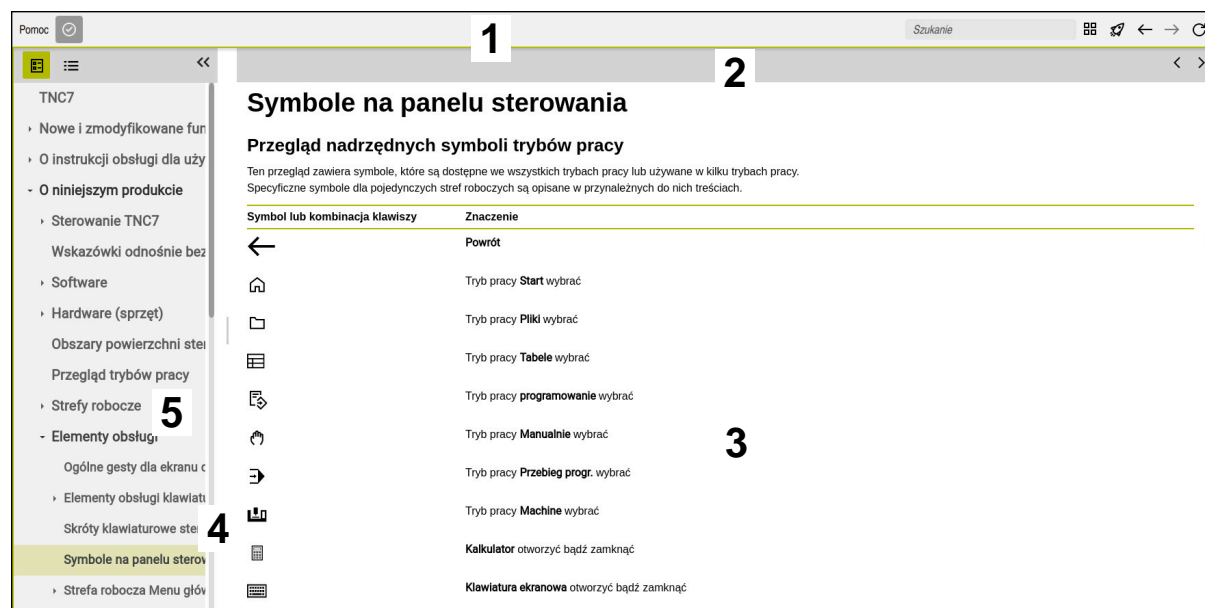 Pomoc
1
Szukanie
2
TNC7
Nowe i zmodyfikowane fun
O instrukcji obsługi dla uży
O niniejszym produkcie
Sterowanie TNC7
Wskazówki odnośnie bez
Software
Hardware (sprzęt)
Obszary powierzchni ster
Przegląd trybów pracy
Strefy robocze
5
Elementy obsługi
Ogólne gesty dla ekranu d
Elementy obsługi klawiatu
Skróty klawiaturowe ste
4
Symbole na panelu sterow
Strefa robocza Menu głów
Symbole na panelu sterowania
Przegląd nadrzędnych symboli trybów pracy
Ten przegląd zawiera symbole, które są dostępne we wszystkich trybach pracy lub używane w kilku trybach pracy.
Specyficzne symbole dla pojedynczych stref roboczych są opisane w przynależnych do nich treściach.
Symbol lub kombinacja klawiszy Znaczenie
Powrót
Tryb pracy Start wybrać
Tryb pracy Pliki wybrać
Tryb pracy Tabele wybrać
Tryb pracy programowanie wybrać
Tryb pracy Manualnie wybrać
3
Tryb pracy Przebieg progr. wybrać
Tryb pracy Machine wybrać
Kalkulator otworzyć bądź zamknąć
Klawiatura ekranowa otworzyć bądź zamknąć